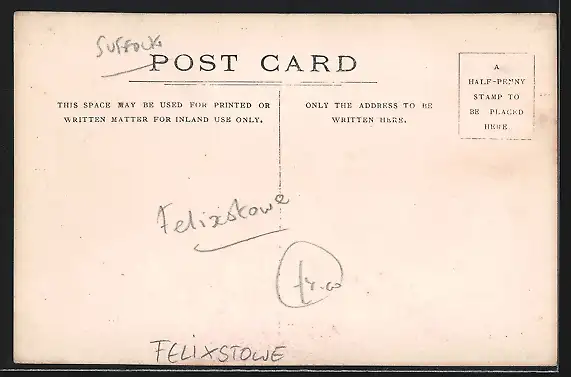 SUFFOLK
POST CARD
THIS SPACE MAY BE USED FOR PRINTED OR
WRITTEN MATTER FOR INLAND USE ONLY.
ONLY THE ADDRESS TO BE
WRITTEN HERE.
A
HALF-PENNY
STAMP TO
BE PLACED
HERE
Felixstowe
FELIXSTOWE